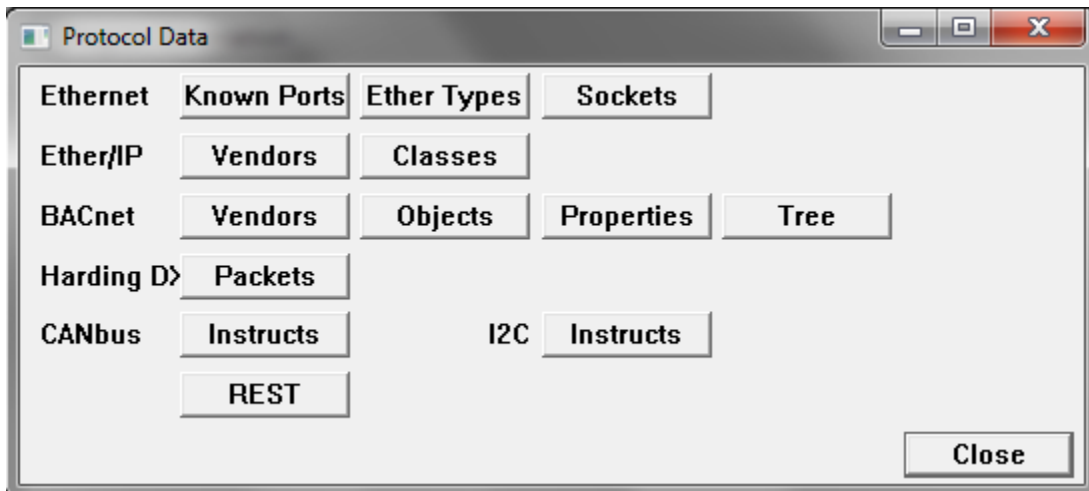 Protocol Data
Ethernet Known Ports Ether Types Sockets
Ether/IP Vendors Classes
BACnet Vendors Objects Properties Tree
Harding D> Packets
CANbus Instructs I2C Instructs
REST
Close